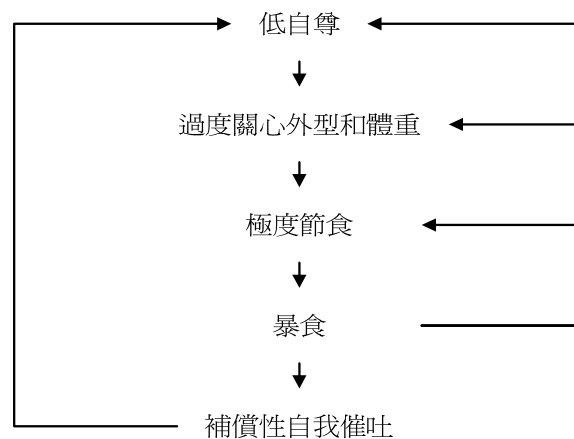 低自尊
過度關心外型和體重
極度節食
暴食
補償性自我催吐